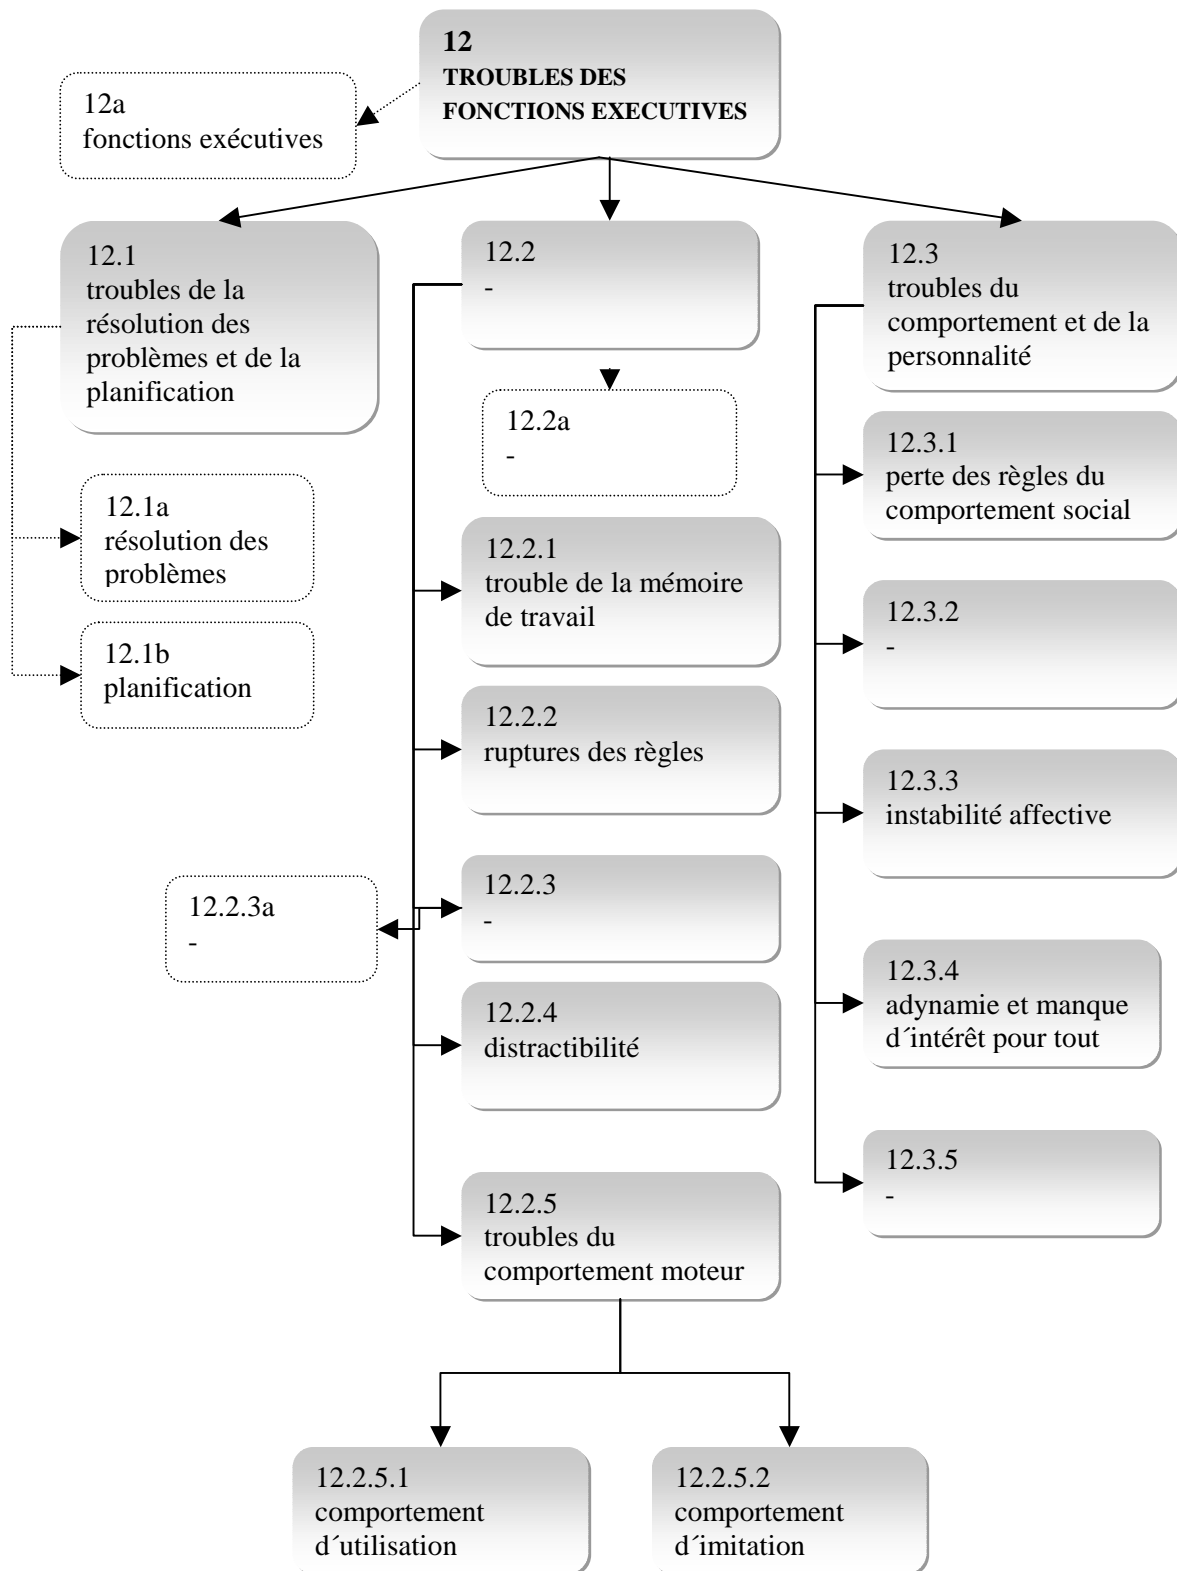 12
TROUBLES DES
FONCTIONS EXECUTIVES
12a
fonctions exécutives
12.1
troubles de la
résolution des
problèmes et de la
planification
12.1a
résolution des
problèmes
12.1b
planification
12.2
-
12.2a
-
12.2.1
trouble de la mémoire
de travail
12.2.2
ruptures des règles
12.2.3
-
12.2.3a
-
12.2.4
distractibilité
12.2.5
troubles du
comportement moteur
12.2.5.1
comportement
d´utilisation
12.2.5.2
comportement
d´imitation
12.3
troubles du
comportement et de la
personnalité
12.3.1
perte des règles du
comportement social
12.3.2
-
12.3.3
instabilité affective
12.3.4
adynamie et manque
d´intérêt pour tout
12.3.5
-